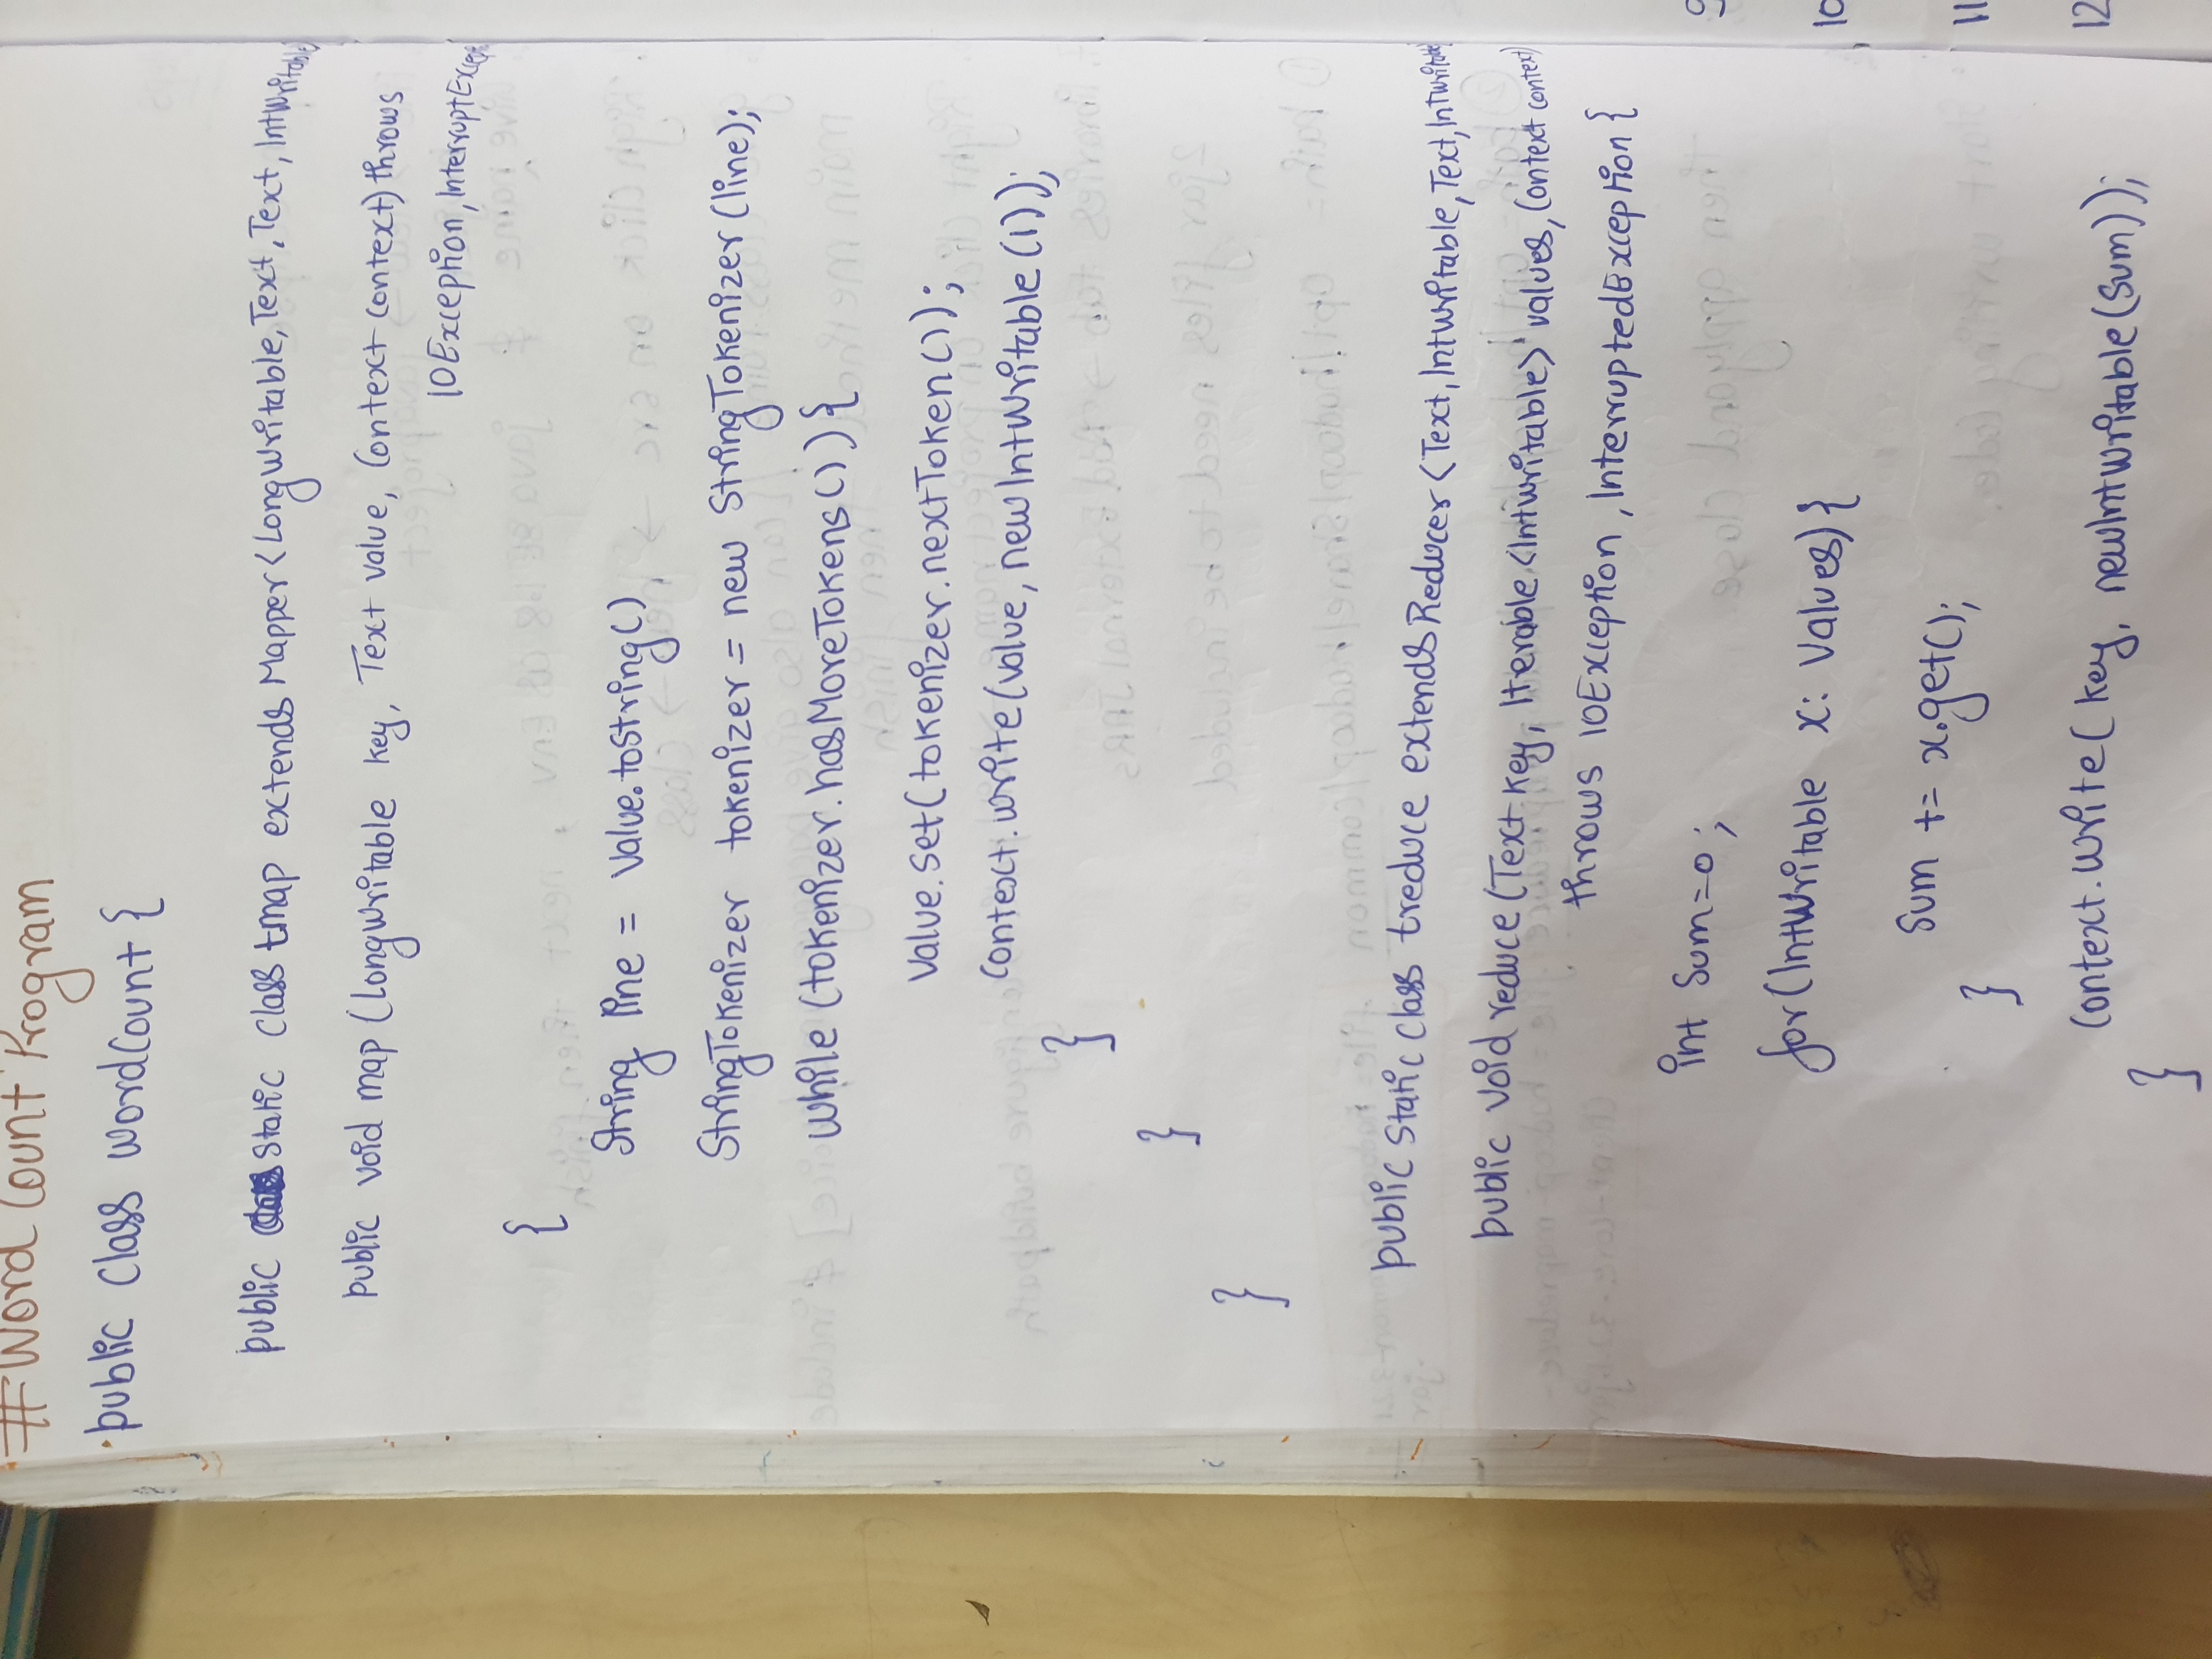 # Word Count Program
public Class WordCount {
public Static Class tmap extends Mapper<LongWritable, Text, Text, IntWritable
public void map (LongWritable key, Text value, Context context) throws
IOException, InterruptExcep
{
String line = Value.toString()
StringTokenizer tokenizer = new StringTokenizer (line);
while (tokenizer.hasMoreTokens()) {
Value.set(tokenizer.nextToken());
Context.write(value, newIntWritable(1));
}
}
}
public Static Class treduce extends Reducer<Text, IntWritable, Text, IntWritable
public void reduce (Text key, Iterable <IntWritable> values, Context context)
throws IOException, InterruptedException {
int Sum=0;
for(IntWritable x: Values) {
Sum += x.get();
}
Context.Write( key, newIntWritable(Sum));
}
9
10
11
12